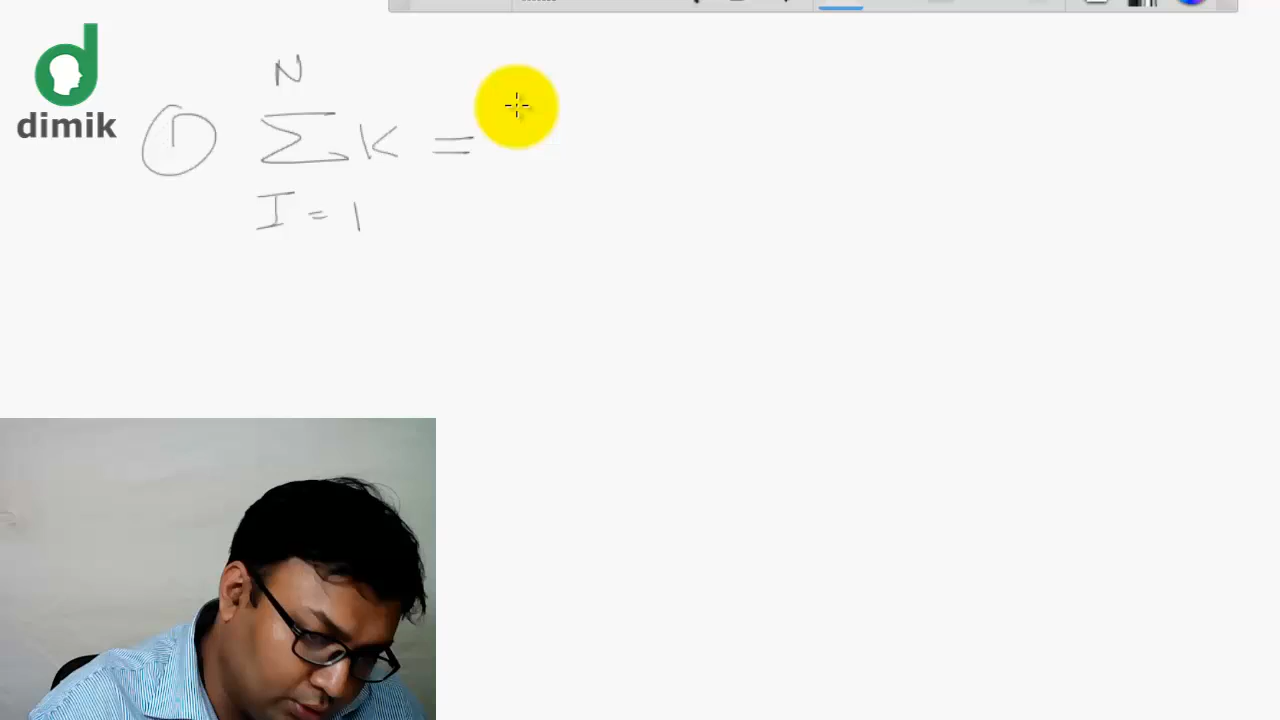 dimik
N
① Σ K =
I = 1